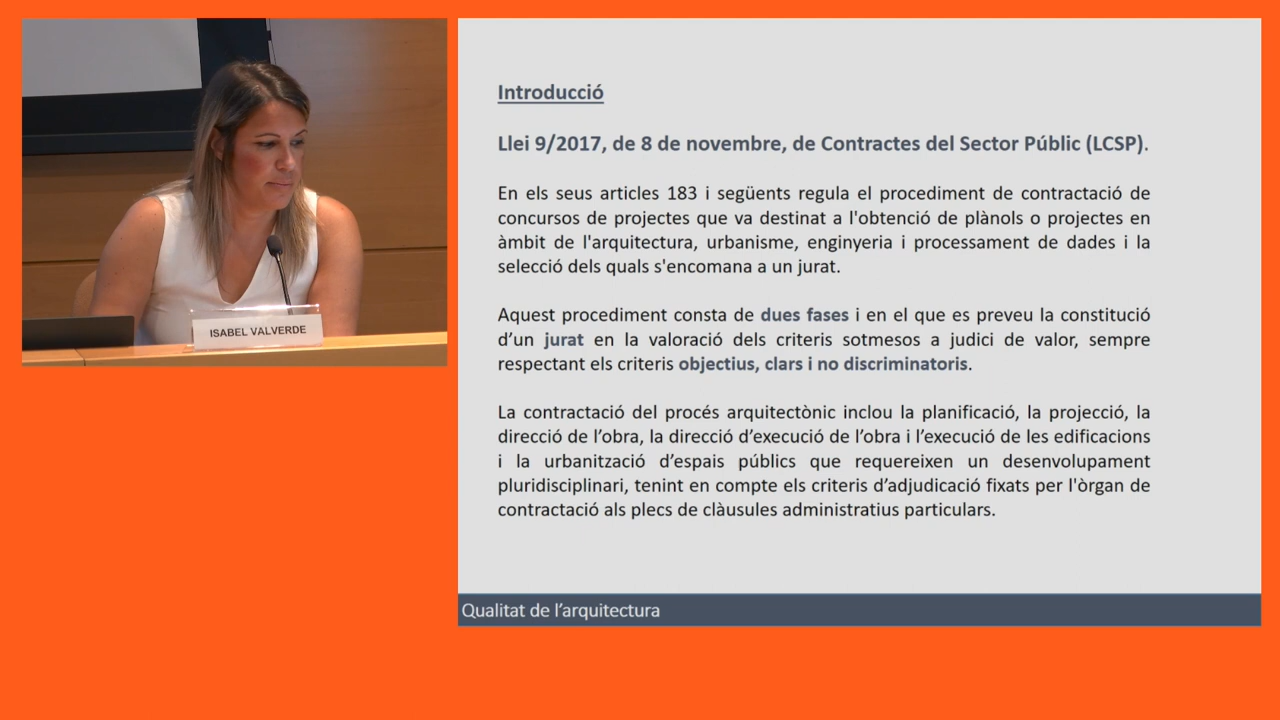 ISABEL VALVERDE
Introducció
Llei 9/2017, de 8 de novembre, de Contractes del Sector Públic (LCSP).
En els seus articles 183 i següents regula el procediment de contractació de
concursos de projectes que va destinat a l'obtenció de plànols o projectes en
àmbit de l'arquitectura, urbanisme, enginyeria i processament de dades i la
selecció dels quals s'encomana a un jurat.
Aquest procediment consta de dues fases i en el que es preveu la constitució
d’un jurat en la valoració dels criteris sotmesos a judici de valor, sempre
respectant els criteris objectius, clars i no discriminatoris.
La contractació del procés arquitectònic inclou la planificació, la projecció, la
direcció de l’obra, la direcció d’execució de l’obra i l’execució de les edificacions
i la urbanització d’espais públics que requereixen un desenvolupament
pluridisciplinari, tenint en compte els criteris d’adjudicació fixats per l'òrgan de
contractació als plecs de clàusules administratius particulars.
Qualitat de l’arquitectura